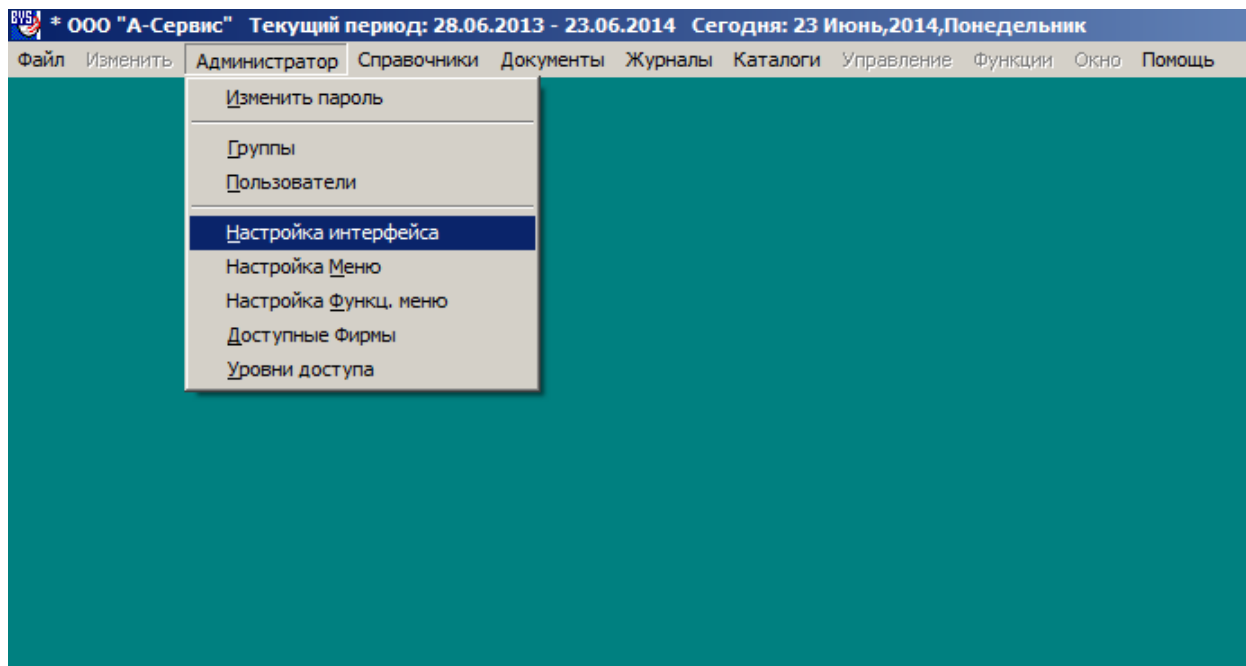 BYS * ООО "А-Сервис" Текущий период: 28.06.2013 - 23.06.2014 Сегодня: 23 Июнь,2014,Понедельник
Файл Изменить Администратор Справочники Документы Журналы Каталоги Управление Функции Окно Помощь
Изменить пароль
Группы
Пользователи
Настройка интерфейса
Настройка Меню
Настройка Функц. меню
Доступные Фирмы
Уровни доступа